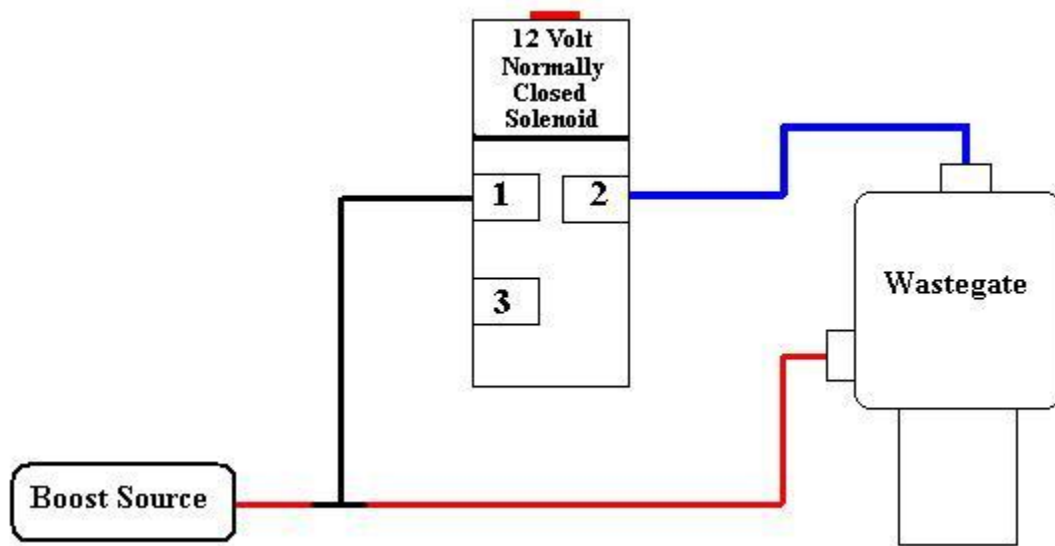 12 Volt
Normally
Closed
Solenoid
1
2
3
Wastegate
Boost Source